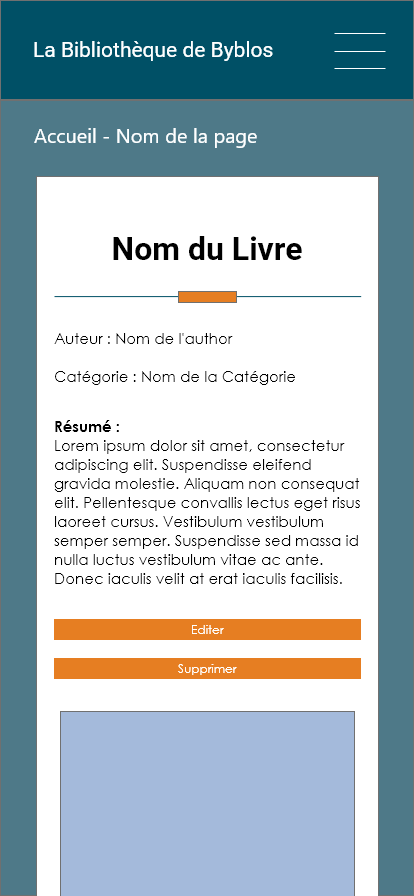 La Bibliothèque de Byblos
Accueil - Nom de la page
Nom du Livre
Auteur : Nom de l'author
Catégorie : Nom de la Catégorie
Résumé :
Lorem ipsum dolor sit amet, consectetur
adipiscing elit. Suspendisse eleifend
gravida molestie. Aliquam non consequat
elit. Pellentesque convallis lectus eget risus
laoreet cursus. Vestibulum vestibulum
semper semper. Suspendisse sed massa id
nulla luctus vestibulum vitae ac ante.
Donec iaculis velit at erat iaculis facilisis.
Editer
Supprimer